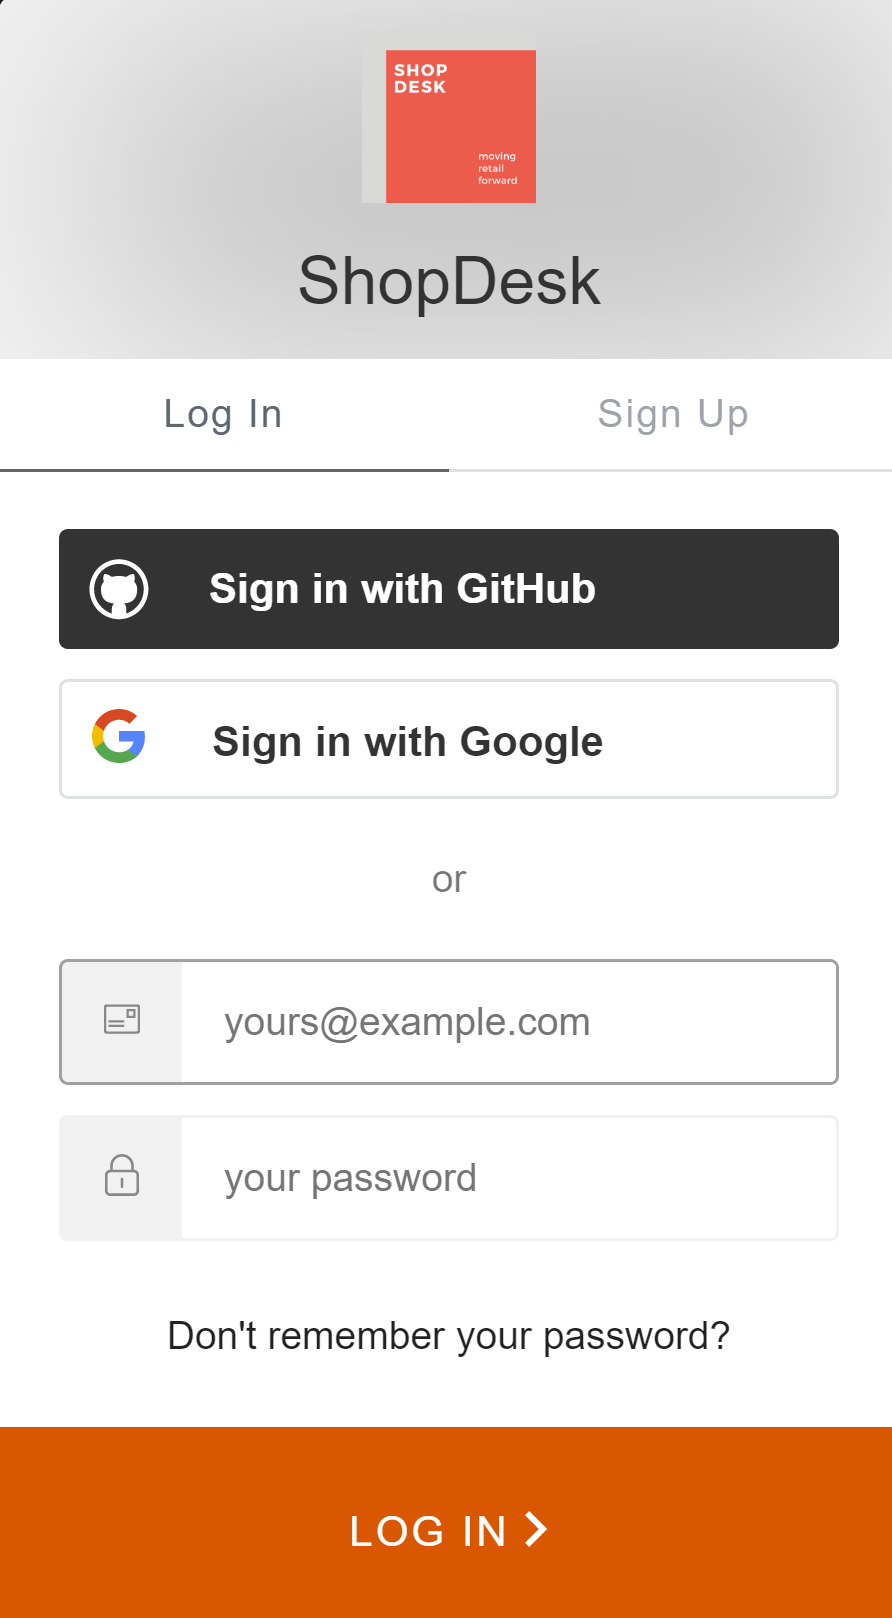 SHOP
DESK
moving
retail
forward
ShopDesk
Log In
Sign Up
Sign in with GitHub
Sign in with Google
or
yours@example.com
your password
Don't remember your password?
LOG IN